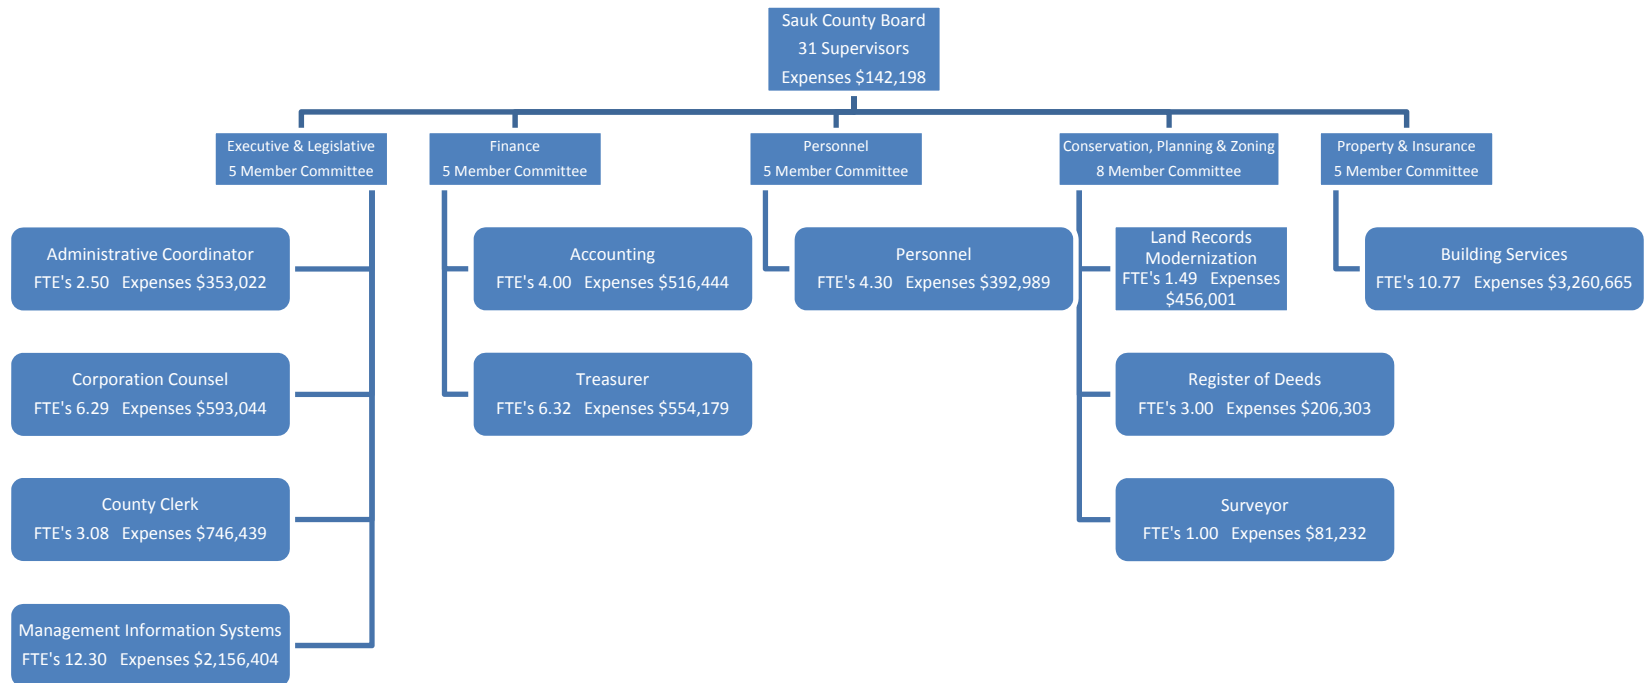 Sauk County Board
31 Supervisors
Expenses $142,198
Executive & Legislative
5 Member Committee
Finance
5 Member Committee
Personnel
5 Member Committee
Conservation, Planning & Zoning
8 Member Committee
Property & Insurance
5 Member Committee
Administrative Coordinator
FTE's 2.50 Expenses $353,022
Accounting
FTE's 4.00 Expenses $516,444
Personnel
FTE's 4.30 Expenses $392,989
Land Records
Modernization
FTE's 1.49 Expenses
$456,001
Building Services
FTE's 10.77 Expenses $3,260,665
Corporation Counsel
FTE's 6.29 Expenses $593,044
Treasurer
FTE's 6.32 Expenses $554,179
Register of Deeds
FTE's 3.00 Expenses $206,303
County Clerk
FTE's 3.08 Expenses $746,439
Surveyor
FTE's 1.00 Expenses $81,232
Management Information Systems
FTE's 12.30 Expenses $2,156,404